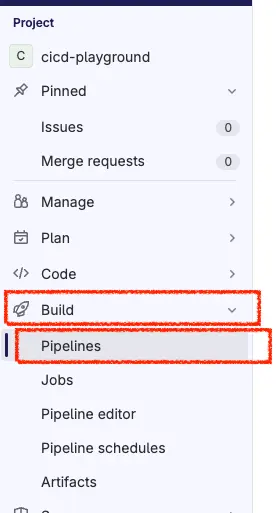 Project
C cicd-playground
Pinned
Issues 0
Merge requests 0
Manage
Plan
Code
Build
Pipelines
Jobs
Pipeline editor
Pipeline schedules
Artifacts